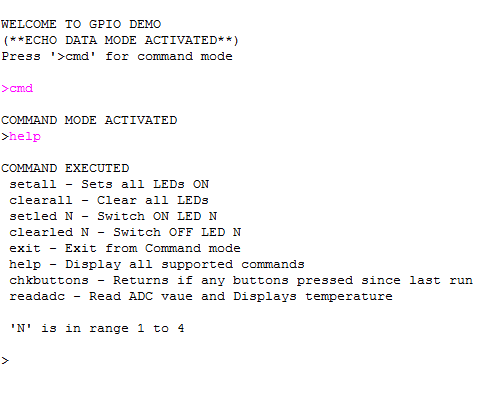 WELCOME TO GPIO DEMO
(**ECHO DATA MODE ACTIVATED**)
Press '>cmd' for command mode
>cmd
COMMAND MODE ACTIVATED
>help
COMMAND EXECUTED
setall - Sets all LEDs ON
clearall - Clear all LEDs
setled N - Switch ON LED N
clearled N - Switch OFF LED N
exit - Exit from Command mode
help - Display all supported commands
chkbuttons - Returns if any buttons pressed since last run
readadc - Read ADC vaue and Displays temperature
'N' is in range 1 to 4
>